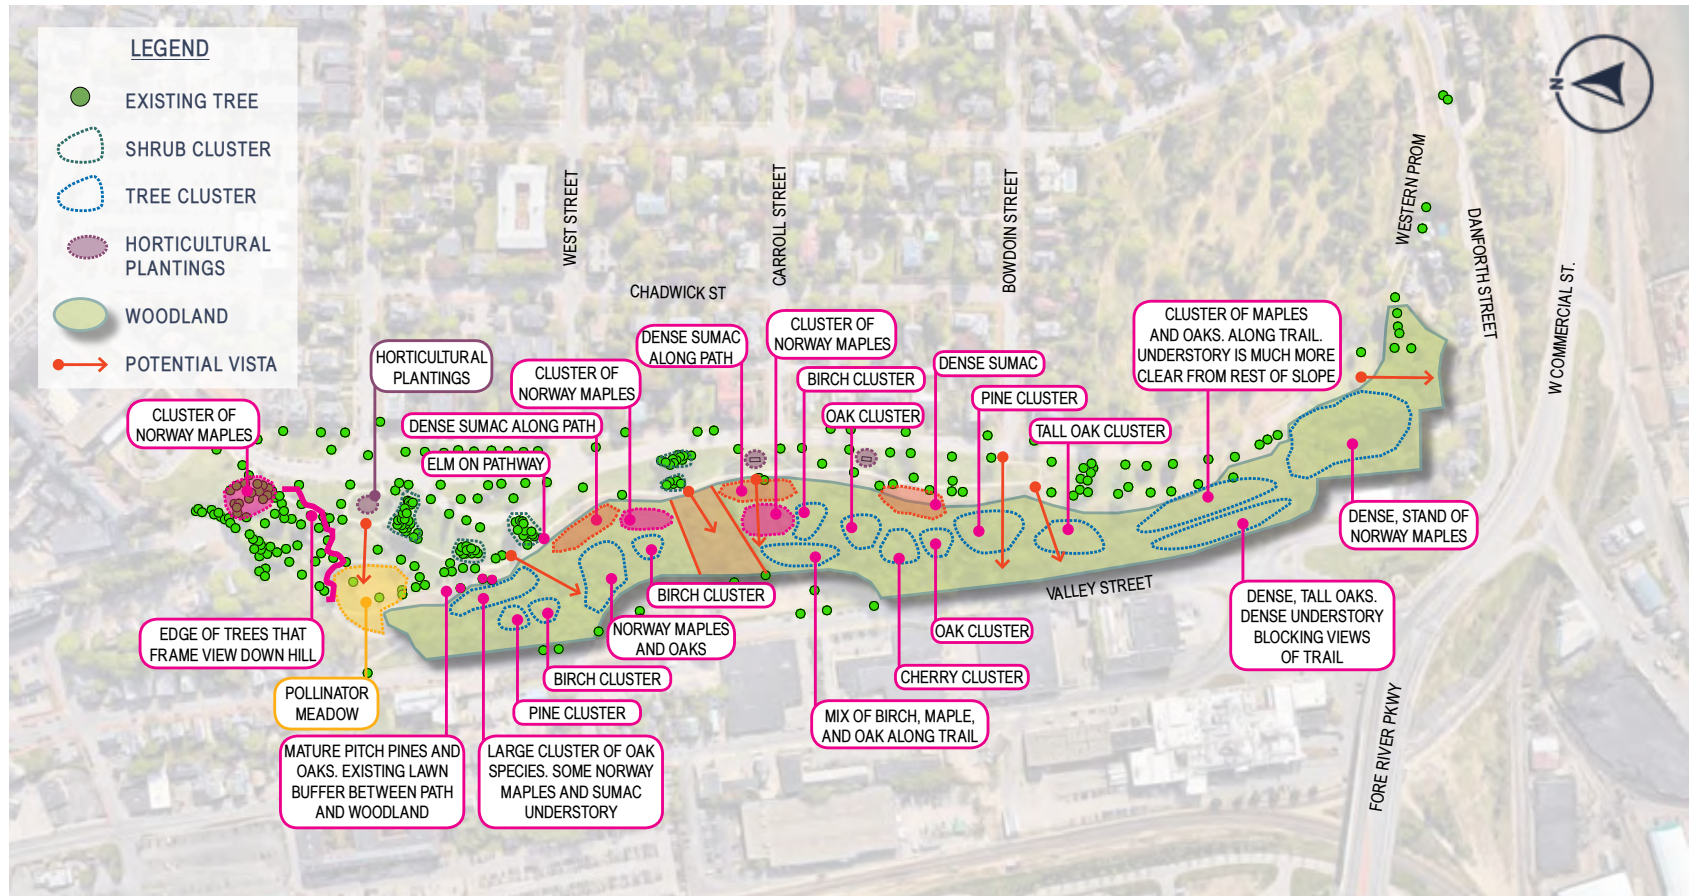 LEGEND
EXISTING TREE
SHRUB CLUSTER
TREE CLUSTER
HORTICULTURAL
PLANTINGS
WOODLAND
POTENTIAL VISTA
N
WEST STREET
CARROLL STREET
BOWDOIN STREET
WESTERN PROM
DANFORTH STREET
W COMMERCIAL ST.
CHADWICK ST
VALLEY STREET
FORE RIVER PKWY
CLUSTER OF
NORWAY MAPLES
HORTICULTURAL
PLANTINGS
CLUSTER OF
NORWAY MAPLES
DENSE SUMAC ALONG PATH
ELM ON PATHWAY
DENSE SUMAC
ALONG PATH
CLUSTER OF
NORWAY MAPLES
BIRCH CLUSTER
OAK CLUSTER
DENSE SUMAC
PINE CLUSTER
TALL OAK CLUSTER
CLUSTER OF MAPLES
AND OAKS. ALONG TRAIL.
UNDERSTORY IS MUCH MORE
CLEAR FROM REST OF SLOPE
DENSE, STAND OF
NORWAY MAPLES
EDGE OF TREES THAT
FRAME VIEW DOWN HILL
POLLINATOR
MEADOW
MATURE PITCH PINES AND
OAKS. EXISTING LAWN
BUFFER BETWEEN PATH
AND WOODLAND
LARGE CLUSTER OF OAK
SPECIES. SOME NORWAY
MAPLES AND SUMAC
UNDERSTORY
PINE CLUSTER
BIRCH CLUSTER
NORWAY MAPLES
AND OAKS
BIRCH CLUSTER
MIX OF BIRCH, MAPLE,
AND OAK ALONG TRAIL
CHERRY CLUSTER
OAK CLUSTER
DENSE, TALL OAKS.
DENSE UNDERSTORY
BLOCKING VIEWS
OF TRAIL